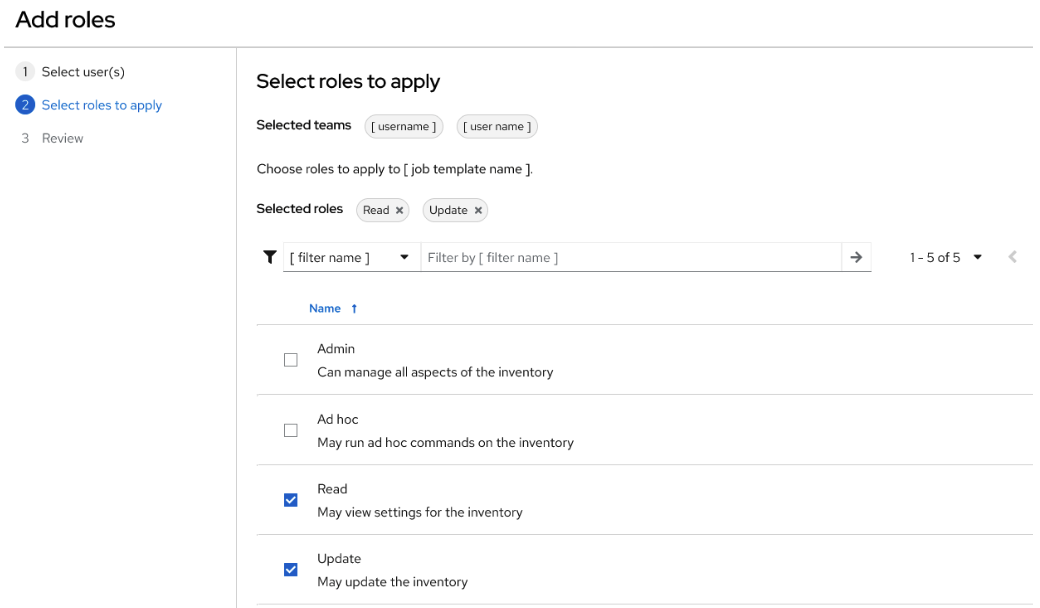 Add roles
1 Select user(s)
2 Select roles to apply
3 Review
Select roles to apply
Selected teams [ username ] [ user name ]
Choose roles to apply to [ job template name ].
Selected roles Read × Update ×
[ filter name ] Filter by [ filter name ] 1 - 5 of 5
Name
Admin
Can manage all aspects of the inventory
Ad hoc
May run ad hoc commands on the inventory
Read
May view settings for the inventory
Update
May update the inventory